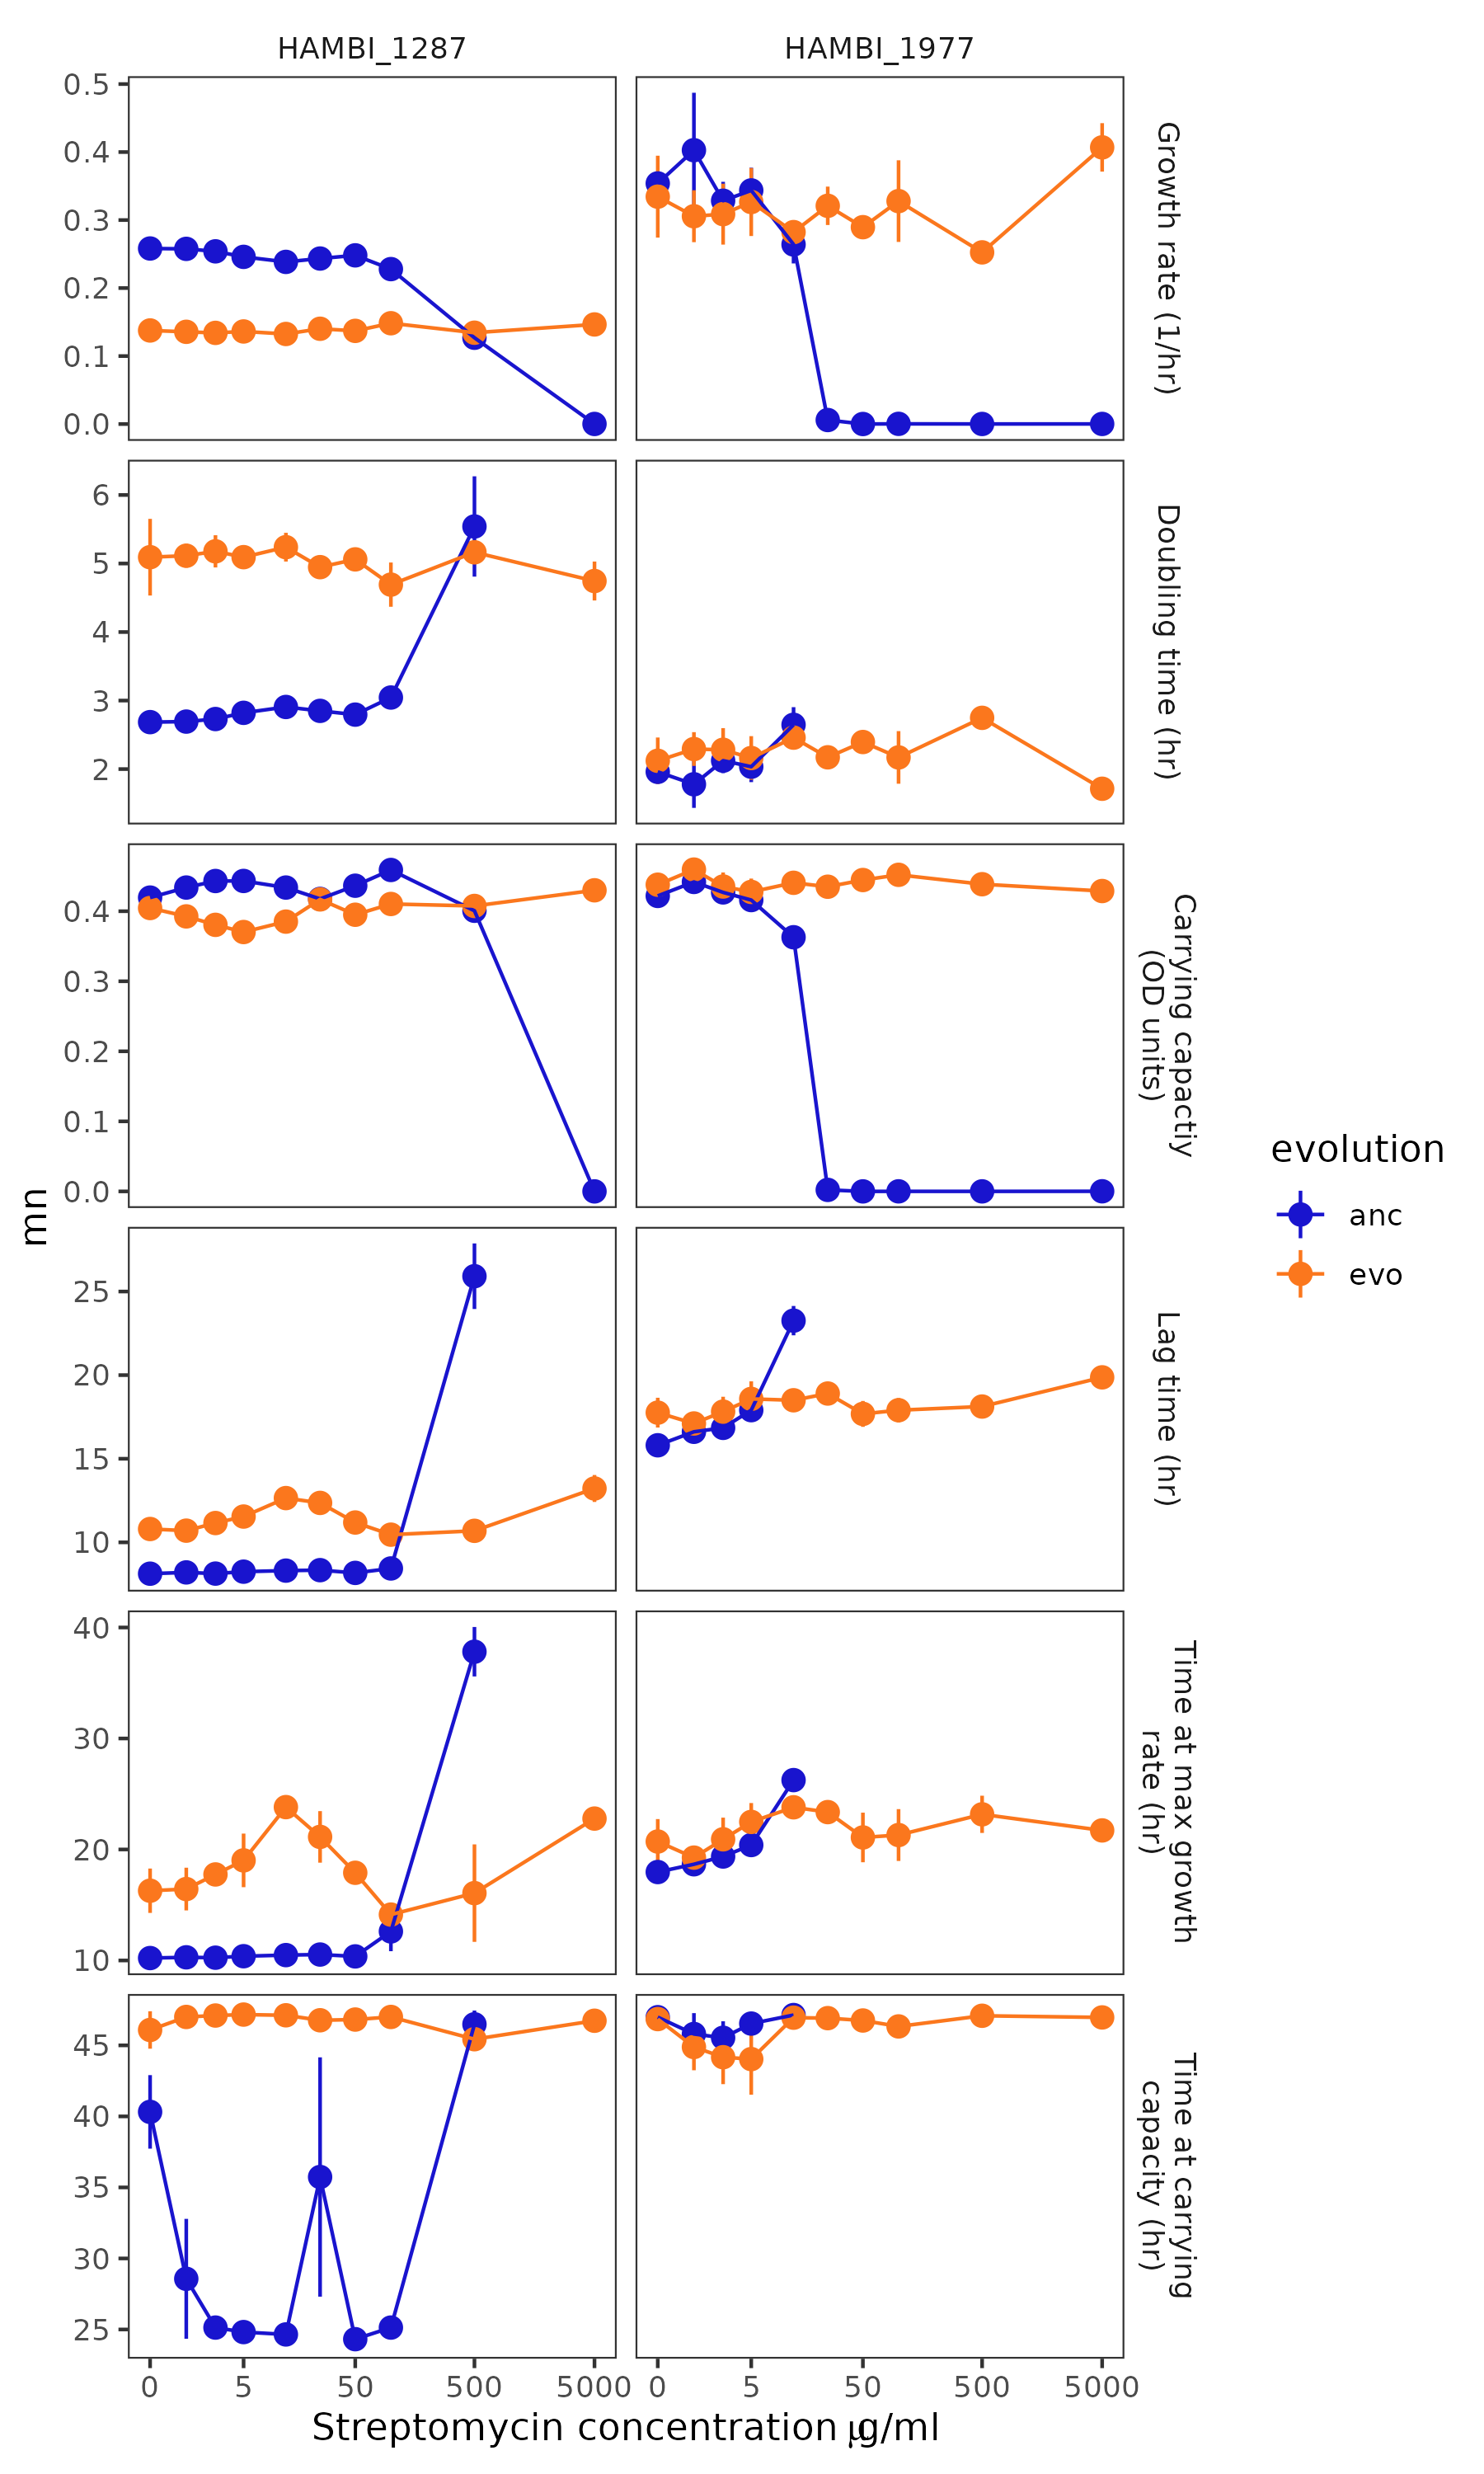 HAMBI_1287 HAMBI_1977
0.5
0.4
0.3
0.2
0.1
0.0
Growth rate (1/hr)
6
5
4
3
2
Doubling time (hr)
0.4
0.3
0.2
0.1
0.0
Carrying capactiy
(OD units)
mu
25
20
15
10
Lag time (hr)
40
30
20
10
Time at max growth
rate (hr)
45
40
35
30
25
Time at carrying
capacity (hr)
0 5 50 500 5000 0 5 50 500 5000
Streptomycin concentration μg/ml
evolution
anc
evo